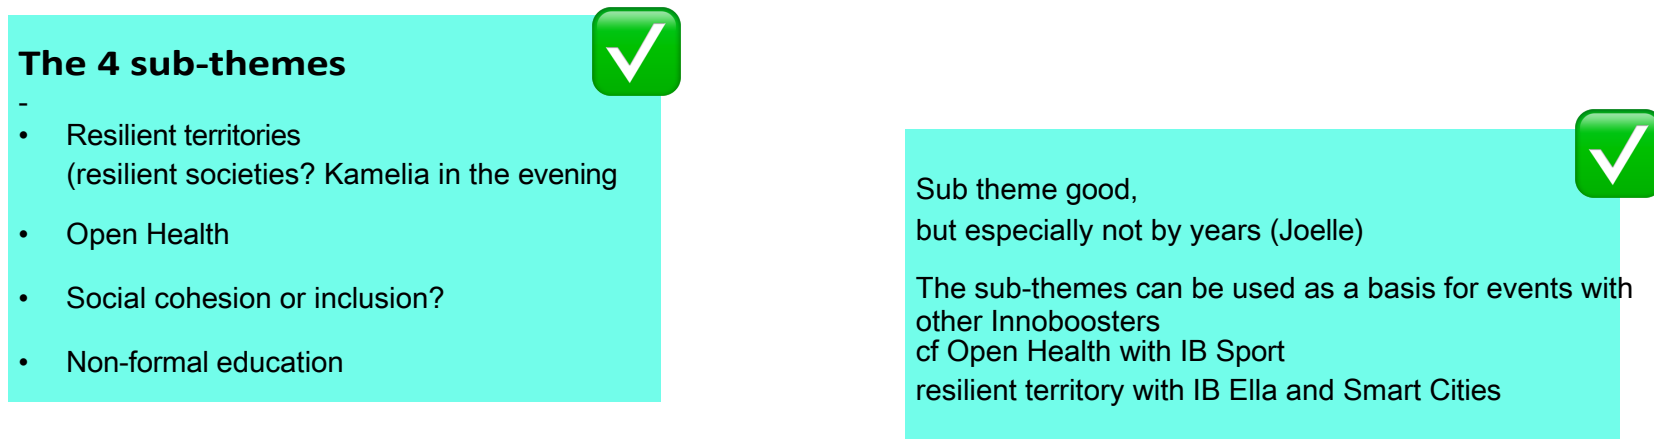 The 4 sub-themes
-
• Resilient territories
(resilient societies? Kamelia in the evening
• Open Health
• Social cohesion or inclusion?
• Non-formal education
Sub theme good,
but especially not by years (Joelle)
The sub-themes can be used as a basis for events with
other Innoboosters
cf Open Health with IB Sport
resilient territory with IB Ella and Smart Cities